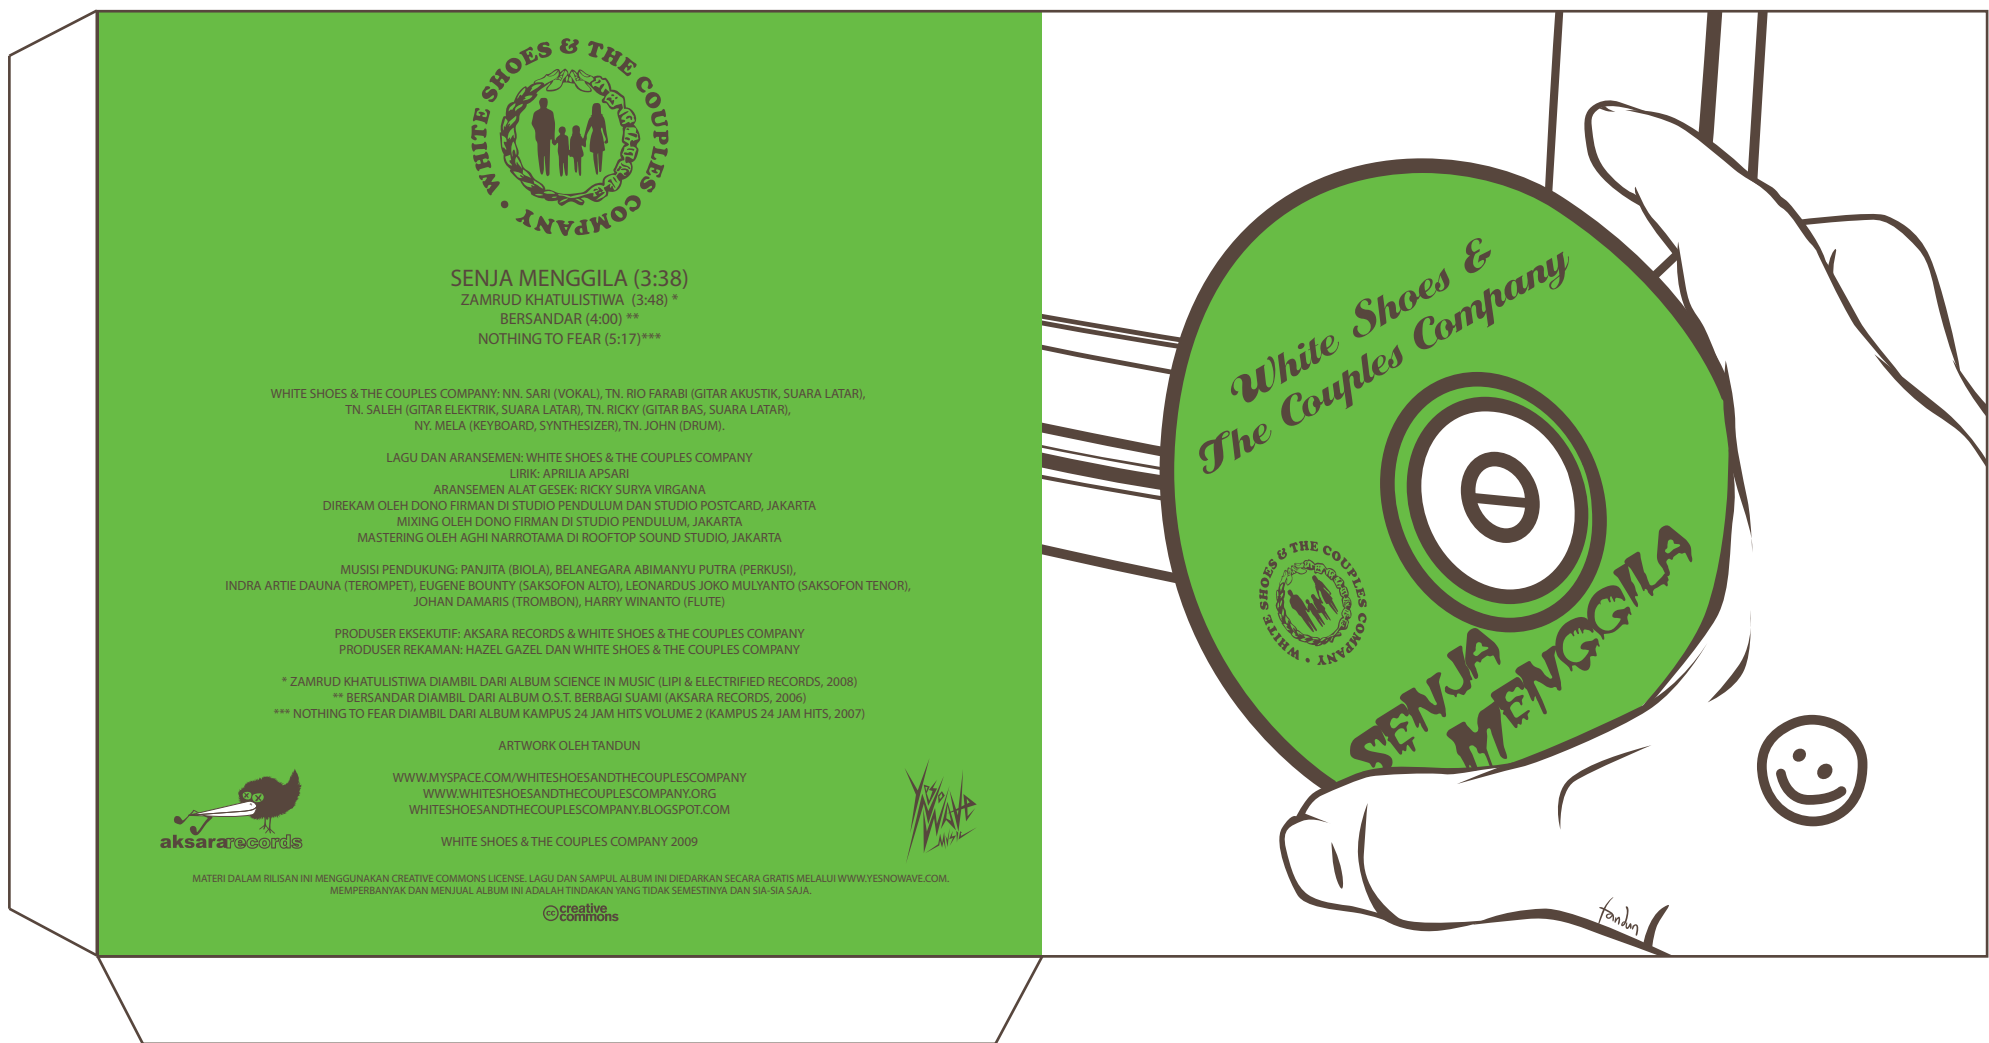 WHITE SHOES & THE COUPLES COMPANY •
SENJA MENGGILA (3:38)
ZAMRUD KHATULISTIWA (3:48) *
BERSANDAR (4:00) **
NOTHING TO FEAR (5:17)***
WHITE SHOES & THE COUPLES COMPANY: NN. SARI (VOKAL), TN. RIO FARABI (GITAR AKUSTIK, SUARA LATAR),
TN. SALEH (GITAR ELEKTRIK, SUARA LATAR), TN. RICKY (GITAR BAS, SUARA LATAR),
NY. MELA (KEYBOARD, SYNTHESIZER), TN. JOHN (DRUM).
LAGU DAN ARANSEMEN: WHITE SHOES & THE COUPLES COMPANY
LIRIK: APRILIA APSARI
ARANSEMEN ALAT GESEK: RICKY SURYA VIRGANA
DIREKAM OLEH DONO FIRMAN DI STUDIO PENDULUM DAN STUDIO POSTCARD, JAKARTA
MIXING OLEH DONO FIRMAN DI STUDIO PENDULUM, JAKARTA
MASTERING OLEH AGHI NARROTAMA DI ROOFTOP SOUND STUDIO, JAKARTA
MUSISI PENDUKUNG: PANJITA (BIOLA), BELANEGARA ABIMANYU PUTRA (PERKUSI),
INDRA ARTIE DAUNA (TEROMPET), EUGENE BOUNTY (SAKSOFON ALTO), LEONARDUS JOKO MULYANTO (SAKSOFON TENOR),
JOHAN DAMARIS (TROMBON), HARRY WINANTO (FLUTE)
PRODUSER EKSEKUTIF: AKSARA RECORDS & WHITE SHOES & THE COUPLES COMPANY
PRODUSER REKAMAN: HAZEL GAZEL DAN WHITE SHOES & THE COUPLES COMPANY
* ZAMRUD KHATULISTIWA DIAMBIL DARI ALBUM SCIENCE IN MUSIC (LIPI & ELECTRIFIED RECORDS, 2008)
** BERSANDAR DIAMBIL DARI ALBUM O.S.T. BERBAGI SUAMI (AKSARA RECORDS, 2006)
*** NOTHING TO FEAR DIAMBIL DARI ALBUM KAMPUS 24 JAM HITS VOLUME 2 (KAMPUS 24 JAM HITS, 2007)
ARTWORK OLEH TANDUN
WWW.MYSPACE.COM/WHITESHOESANDTHECOUPLESCOMPANY
WWW.WHITESHOESANDTHECOUPLESCOMPANY.ORG
WHITESHOESANDTHECOUPLESCOMPANY.BLOGSPOT.COM
WHITE SHOES & THE COUPLES COMPANY 2009
aksararecords
YesNo
Wave
Music
MATERI DALAM RILISAN INI MENGGUNAKAN CREATIVE COMMONS LICENSE. LAGU DAN SAMPUL ALBUM INI DIEDARKAN SECARA GRATIS MELALUI WWW.YESNOWAVE.COM.
MEMPERBANYAK DAN MENJUAL ALBUM INI ADALAH TINDAKAN YANG TIDAK SEMESTINYA DAN SIA-SIA SAJA.
cc creative
commons
White Shoes &
The Couples Company
WHITE SHOES & THE COUPLES COMPANY •
SENJA
MENGGILA
tandun